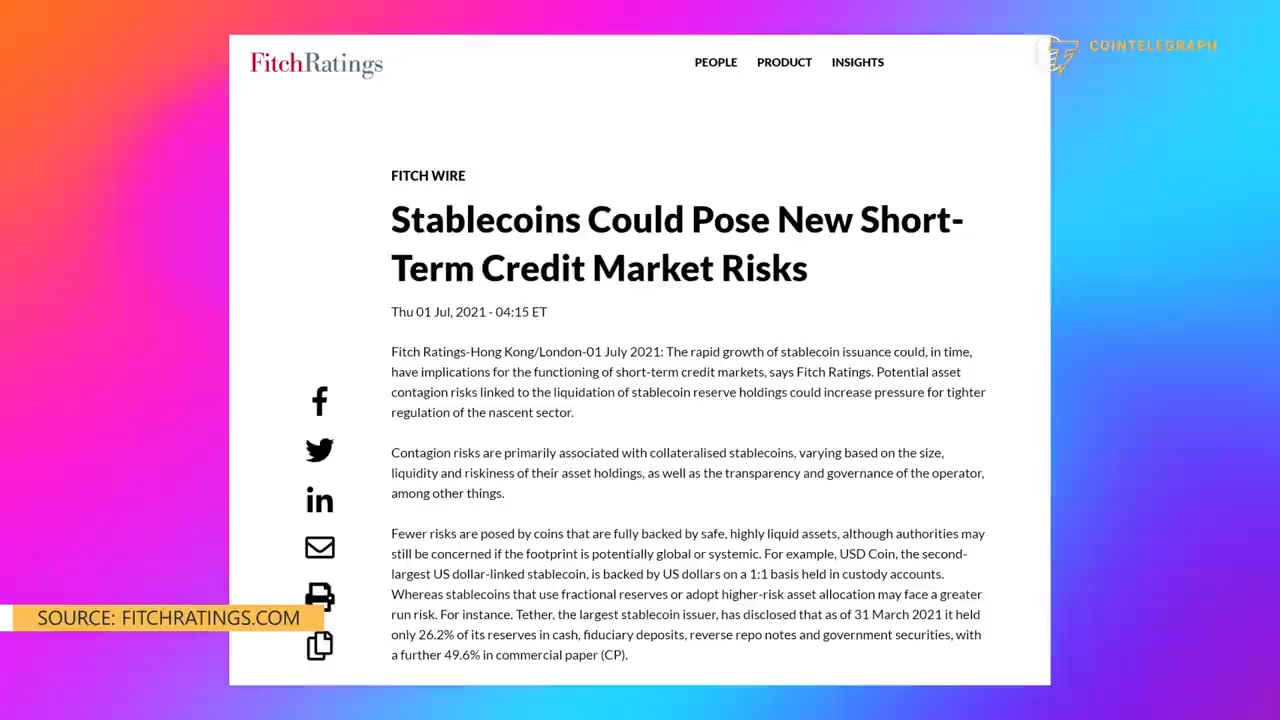 FitchRatings
PEOPLE PRODUCT INSIGHTS
COINTELEGRAPH
FITCH WIRE
Stablecoins Could Pose New Short-
Term Credit Market Risks
Thu 01 Jul, 2021 - 04:15 ET
Fitch Ratings-Hong Kong/London-01 July 2021: The rapid growth of stablecoin issuance could, in time,
have implications for the functioning of short-term credit markets, says Fitch Ratings. Potential asset
contagion risks linked to the liquidation of stablecoin reserve holdings could increase pressure for tighter
regulation of the nascent sector.
Contagion risks are primarily associated with collateralised stablecoins, varying based on the size,
liquidity and riskiness of their asset holdings, as well as the transparency and governance of the operator,
among other things.
Fewer risks are posed by coins that are fully backed by safe, highly liquid assets, although authorities may
still be concerned if the footprint is potentially global or systemic. For example, USD Coin, the second-
largest US dollar-linked stablecoin, is backed by US dollars on a 1:1 basis held in custody accounts.
Whereas stablecoins that use fractional reserves or adopt higher-risk asset allocation may face a greater
run risk. For instance, Tether, the largest stablecoin issuer, has disclosed that as of 31 March 2021 it held
only 26.2% of its reserves in cash, fiduciary deposits, reverse repo notes and government securities, with
a further 49.6% in commercial paper (CP).
SOURCE: FITCHRATINGS.COM